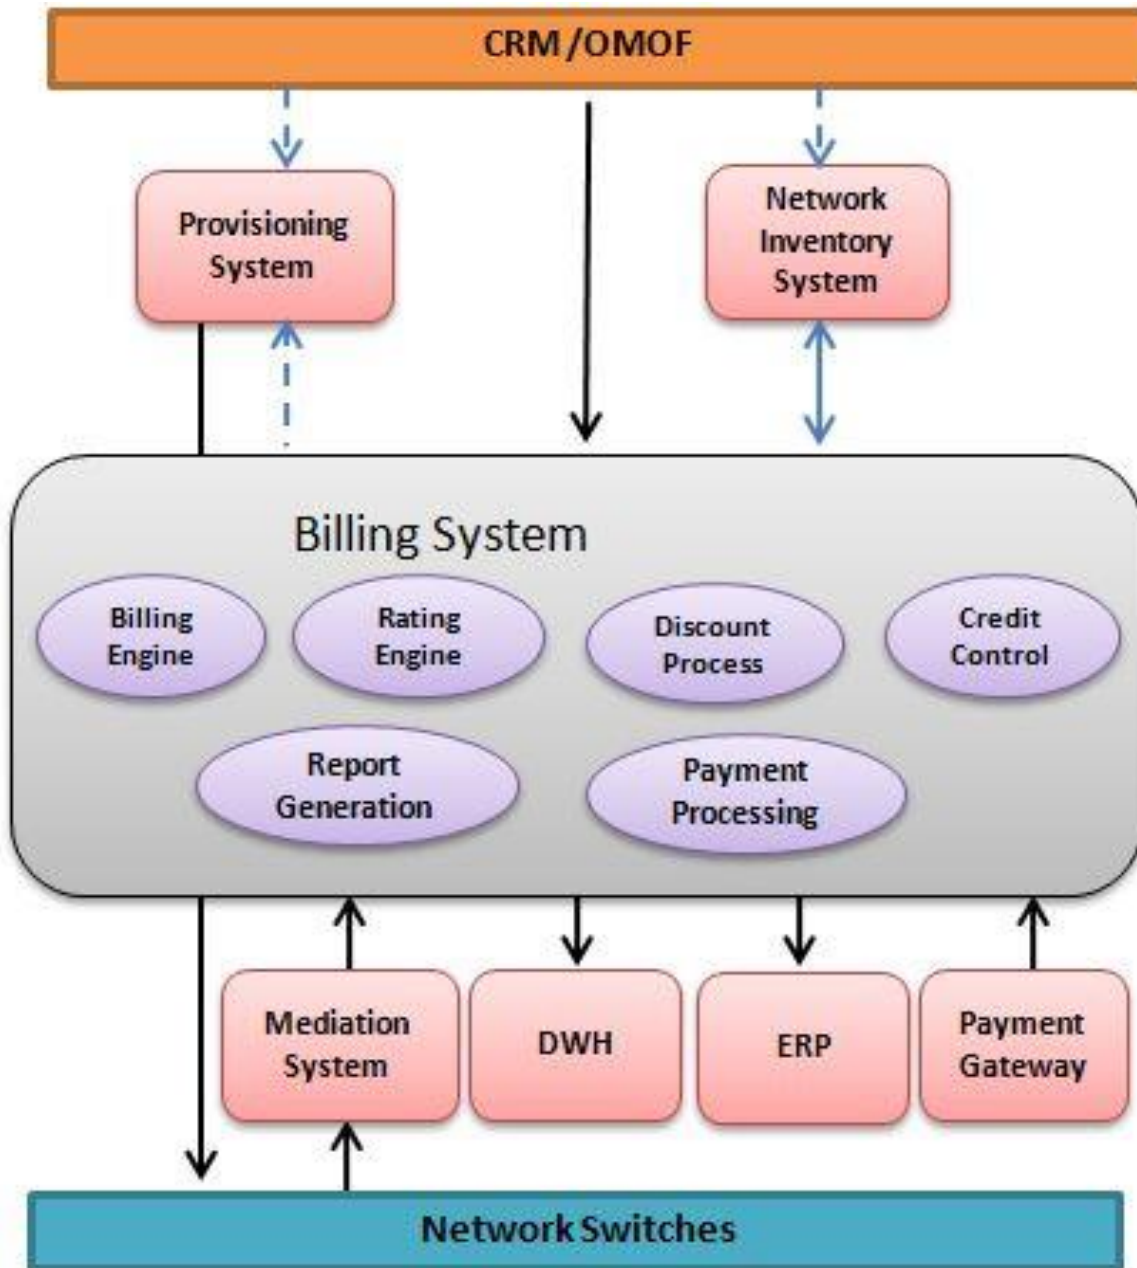 CRM /OMOF
Provisioning
System
Network
Inventory
System
Billing System
Billing
Engine
Rating
Engine
Discount
Process
Credit
Control
Report
Generation
Payment
Processing
Mediation
System
DWH
ERP
Payment
Gateway
Network Switches